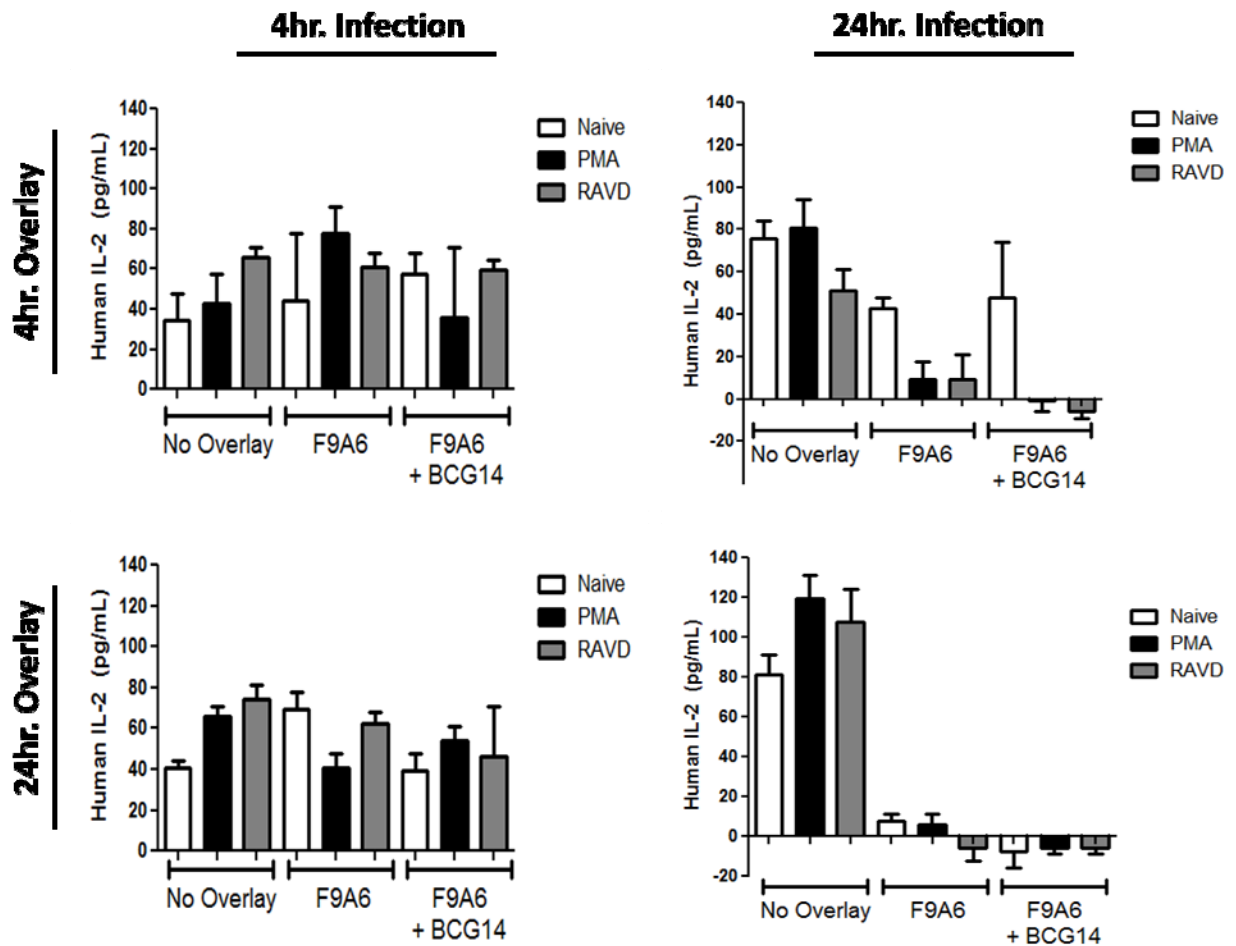 4hr. Infection
24hr. Infection
4hr. Overlay
Human IL-2 (pg/mL)
140
120
100
80
60
40
20
0
Naive
PMA
RAVD
No Overlay
F9A6
F9A6
+ BCG14
Human IL-2 (pg/mL)
140
120
100
80
60
40
20
0
-20
Naive
PMA
RAVD
No Overlay
F9A6
F9A6
+ BCG14
24hr. Overlay
Human IL-2 (pg/mL)
140
120
100
80
60
40
20
0
Naive
PMA
RAVD
No Overlay
F9A6
F9A6
+ BCG14
Human IL-2 (pg/mL)
140
120
100
80
60
40
20
0
-20
Naive
PMA
RAVD
No Overlay
F9A6
F9A6
+ BCG14